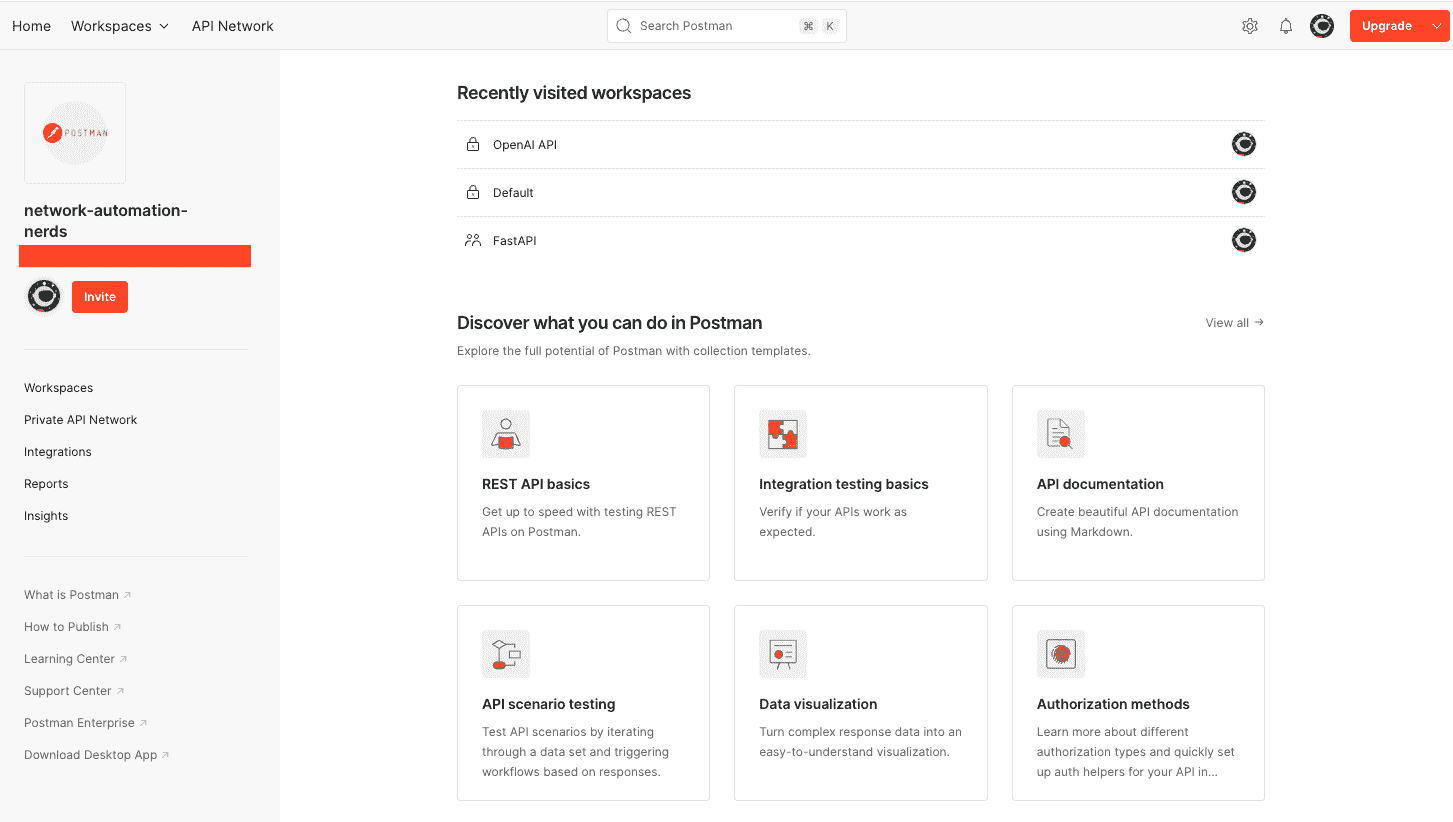 Home Workspaces API Network Search Postman ⌘ K Upgrade
POSTMAN
network-automation-
nerds
Invite
Workspaces
Private API Network
Integrations
Reports
Insights
What is Postman ↗
How to Publish ↗
Learning Center ↗
Support Center ↗
Postman Enterprise ↗
Download Desktop App ↗
Recently visited workspaces
OpenAI API
Default
FastAPI
Discover what you can do in Postman
View all →
Explore the full potential of Postman with collection templates.
REST API basics
Get up to speed with testing REST
APIs on Postman.
Integration testing basics
Verify if your APIs work as
expected.
API documentation
Create beautiful API documentation
using Markdown.
API scenario testing
Test API scenarios by iterating
through a data set and triggering
workflows based on responses.
Data visualization
Turn complex response data into an
easy-to-understand visualization.
Authorization methods
Learn more about different
authorization types and quickly set
up auth helpers for your API in...